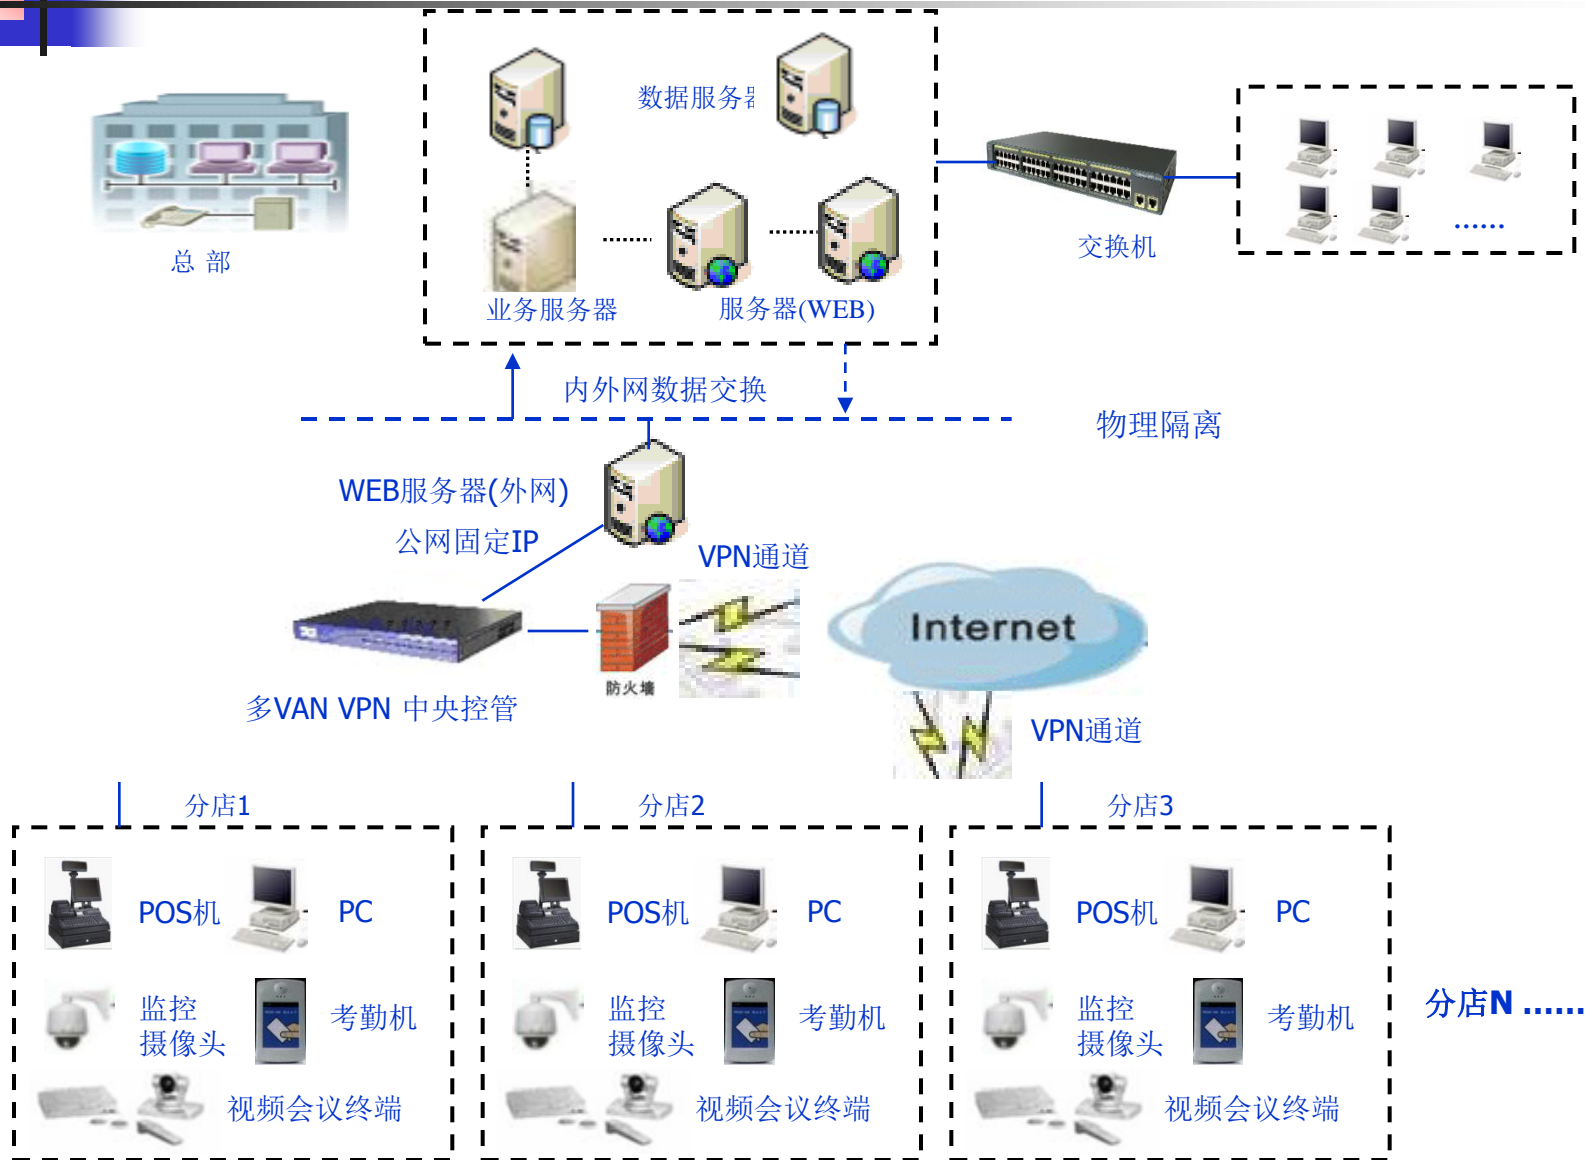 数据服务器
总 部
交换机
......
业务服务器
服务器(WEB)
内外网数据交换
物理隔离
WEB服务器(外网)
公网固定IP
VPN通道
Internet
防火墙
多VAN VPN 中央控管
VPN通道
分店1
分店2
分店3
POS机
PC
POS机
PC
POS机
PC
监控
摄像头
考勤机
监控
摄像头
考勤机
监控
摄像头
考勤机
分店N ......
视频会议终端
视频会议终端
视频会议终端